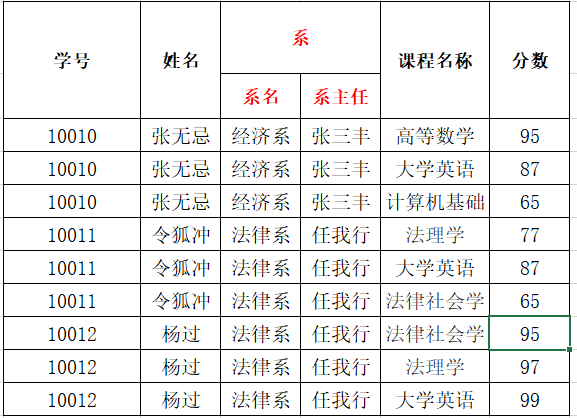 学号 姓名 系 课程名称 分数
系名 系主任
10010 张无忌 经济系 张三丰 高等数学 95
10010 张无忌 经济系 张三丰 大学英语 87
10010 张无忌 经济系 张三丰 计算机基础 65
10011 令狐冲 法律系 任我行 法理学 77
10011 令狐冲 法律系 任我行 大学英语 87
10011 令狐冲 法律系 任我行 法律社会学 65
10012 杨过 法律系 任我行 法律社会学 95
10012 杨过 法律系 任我行 法理学 97
10012 杨过 法律系 任我行 大学英语 99